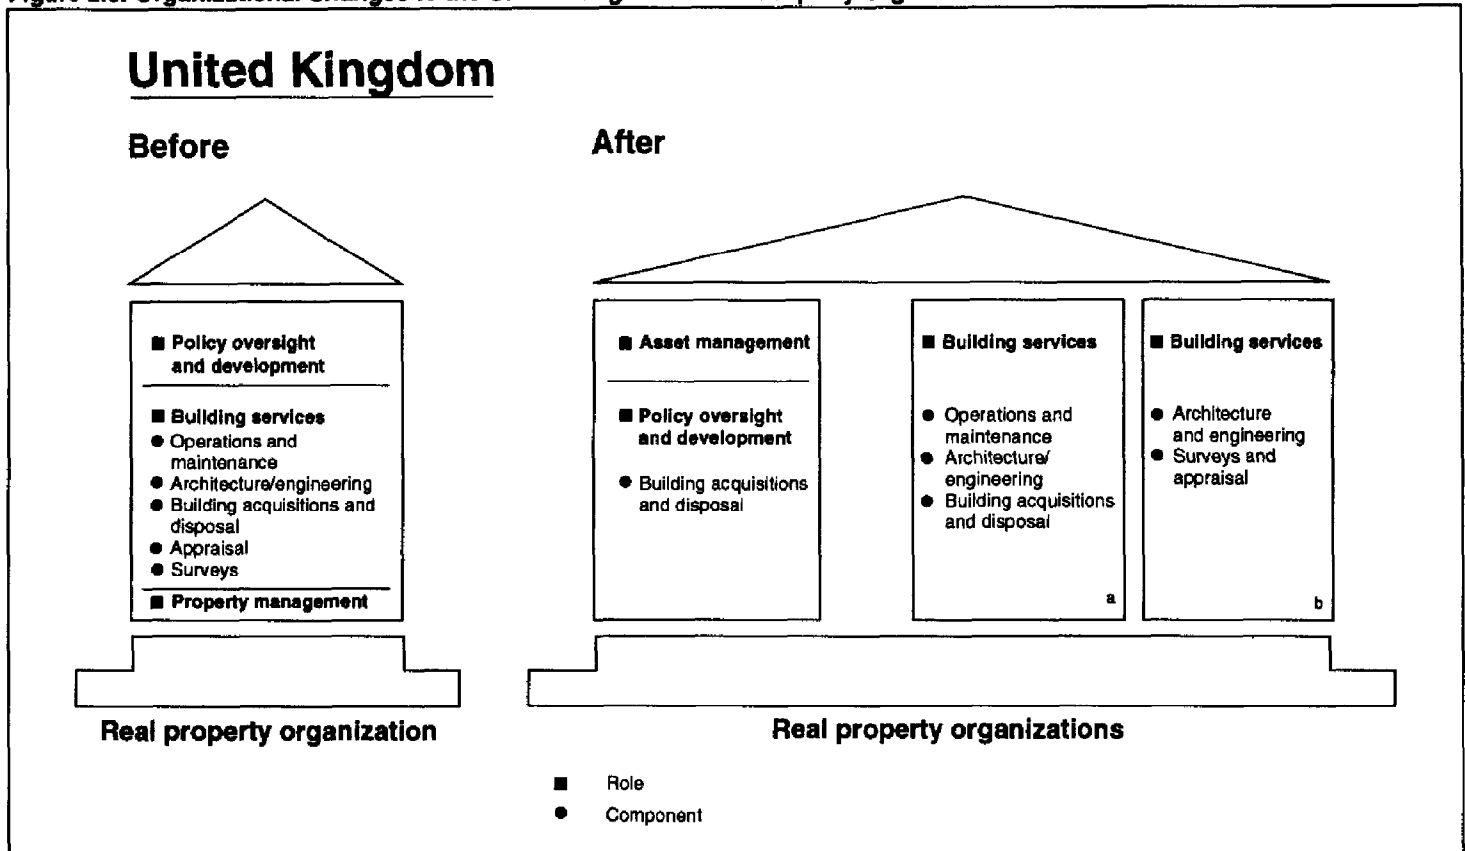 United Kingdom
Before
After
■ Policy oversight
and development
■ Building services
● Operations and
maintenance
● Architecture/engineering
● Building acquisitions and
disposal
● Appraisal
● Surveys
■ Property management
Real property organization
■ Asset management
■ Policy oversight
and development
● Building acquisitions
and disposal
■ Building services
● Operations and
maintenance
● Architecture/
engineering
● Building acquisitions
and disposal
a
■ Building services
● Architecture
and engineering
● Surveys and
appraisal
b
Real property organizations
■ Role
● Component